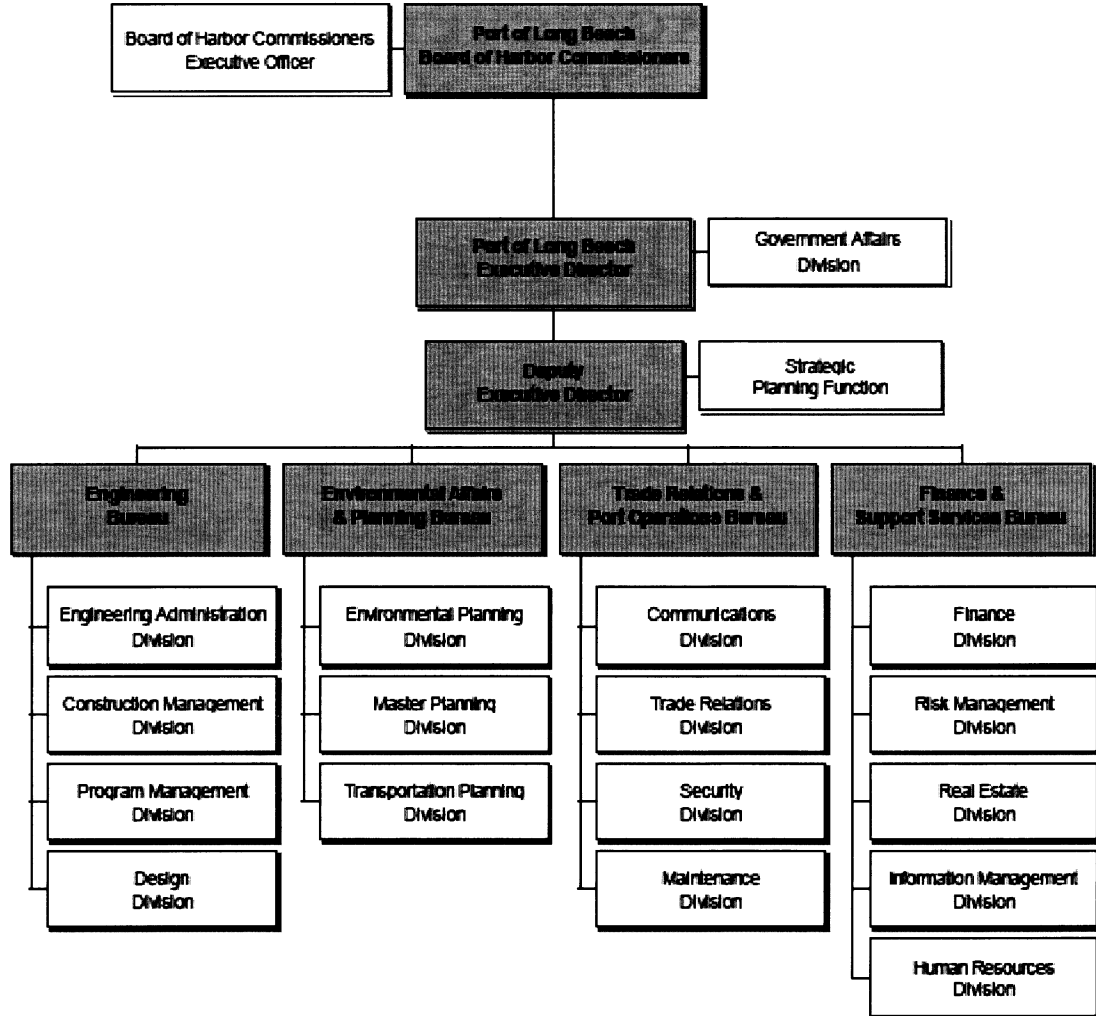 Board of Harbor Commissioners
Executive Officer
Port of Long Beach
Board of Harbor Commissioners
Port of Long Beach
Executive Director
Government Affairs
Division
Deputy
Executive Director
Strategic
Planning Function
Engineering
Bureau
Environmental Affairs
& Planning Bureau
Trade Relations &
Port Operations Bureau
Finance &
Support Services Bureau
Engineering Administration
Division
Construction Management
Division
Program Management
Division
Design
Division
Environmental Planning
Division
Master Planning
Division
Transportation Planning
Division
Communications
Division
Trade Relations
Division
Security
Division
Maintenance
Division
Finance
Division
Risk Management
Division
Real Estate
Division
Information Management
Division
Human Resources
Division